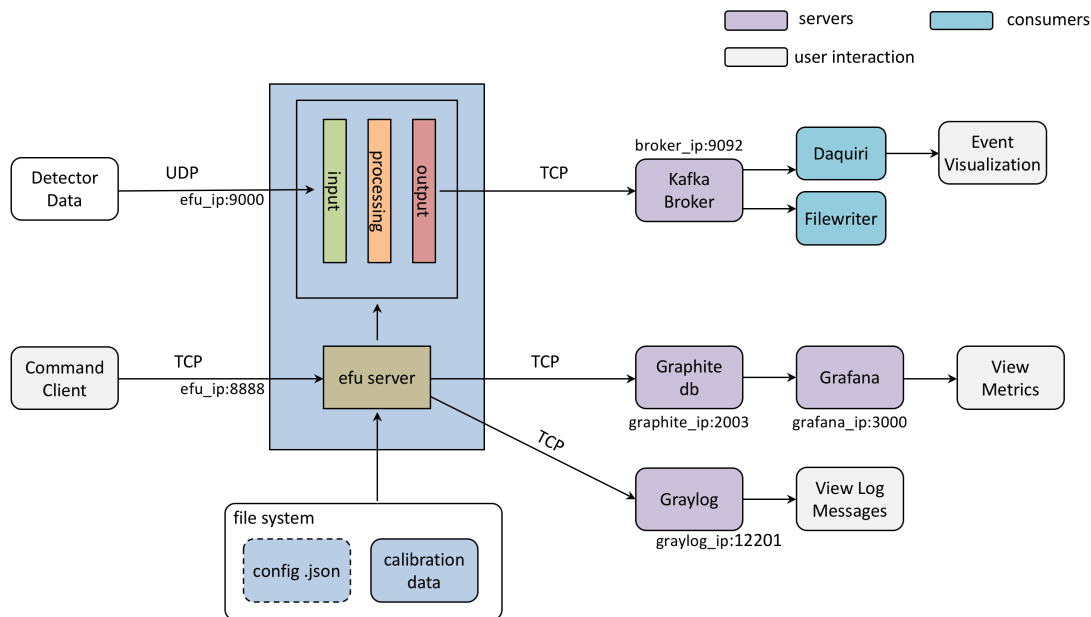 servers
consumers
user interaction
Detector
Data
UDP
efu_ip:9000
input
processing
output
TCP
broker_ip:9092
Kafka
Broker
Daquiri
Filewriter
Event
Visualization
Command
Client
TCP
efu_ip:8888
efu server
TCP
Graphite
db
graphite_ip:2003
Grafana
grafana_ip:3000
View
Metrics
TCP
Graylog
graylog_ip:12201
View Log
Messages
file system
config .json
calibration
data